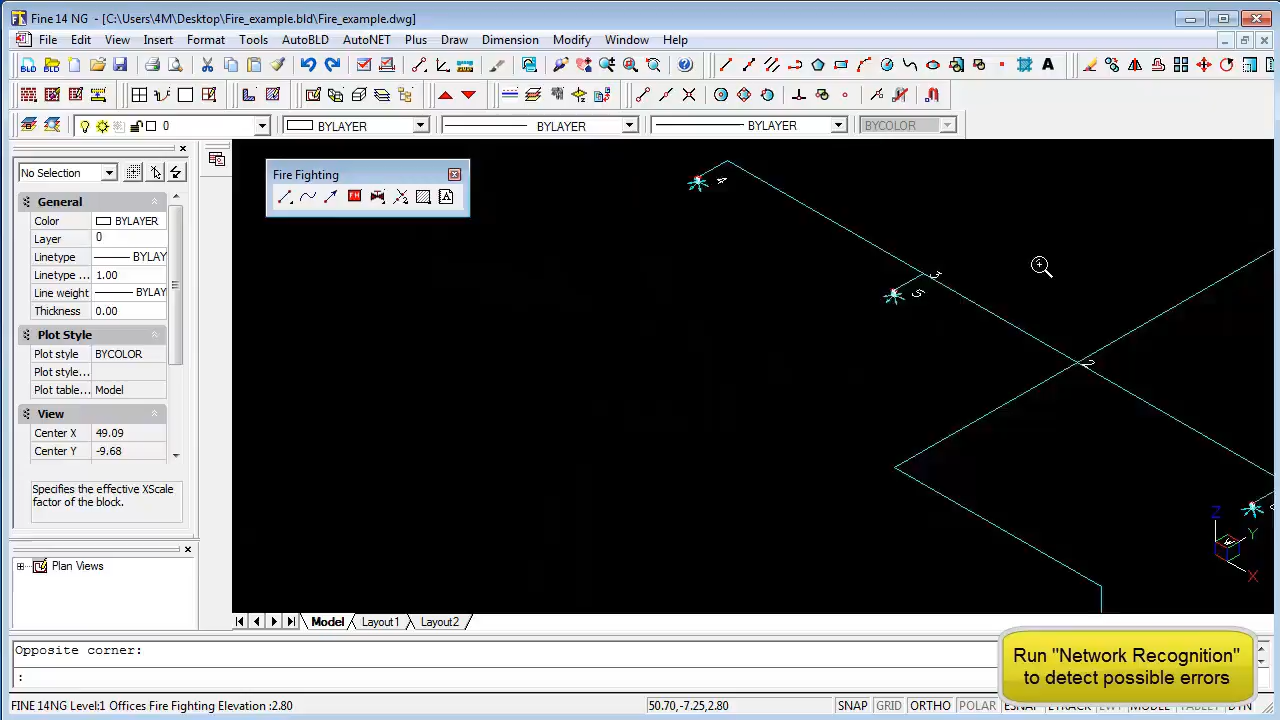 Fine 14 NG - [C:\Users\4M\Desktop\Fire_example.bld\Fire_example.dwg]
File Edit View Insert Format Tools AutoBLD AutoNET Plus Draw Dimension Modify Window Help
0 BYLAYER BYLAYER BYLAYER BYCOLOR
No Selection
Fire Fighting
FH
A
General
Color BYLAYER
Layer 0
Linetype BYLAY
Linetype ... 1.00
Line weight BYLAY
Thickness 0.00
Plot Style
Plot style BYCOLOR
Plot style...
Plot table... Model
View
Center X 49.09
Center Y -9.68
Specifies the effective XScale
factor of the block.
Plan Views
4
3
5
2
Z
Y
X
Model Layout1 Layout2
Opposite corner:
:
Run "Network Recognition"
to detect possible errors
FINE 14NG Level:1 Offices Fire Fighting Elevation :2.80 50.70,-7.25,2.80 SNAP GRID ORTHO POLAR